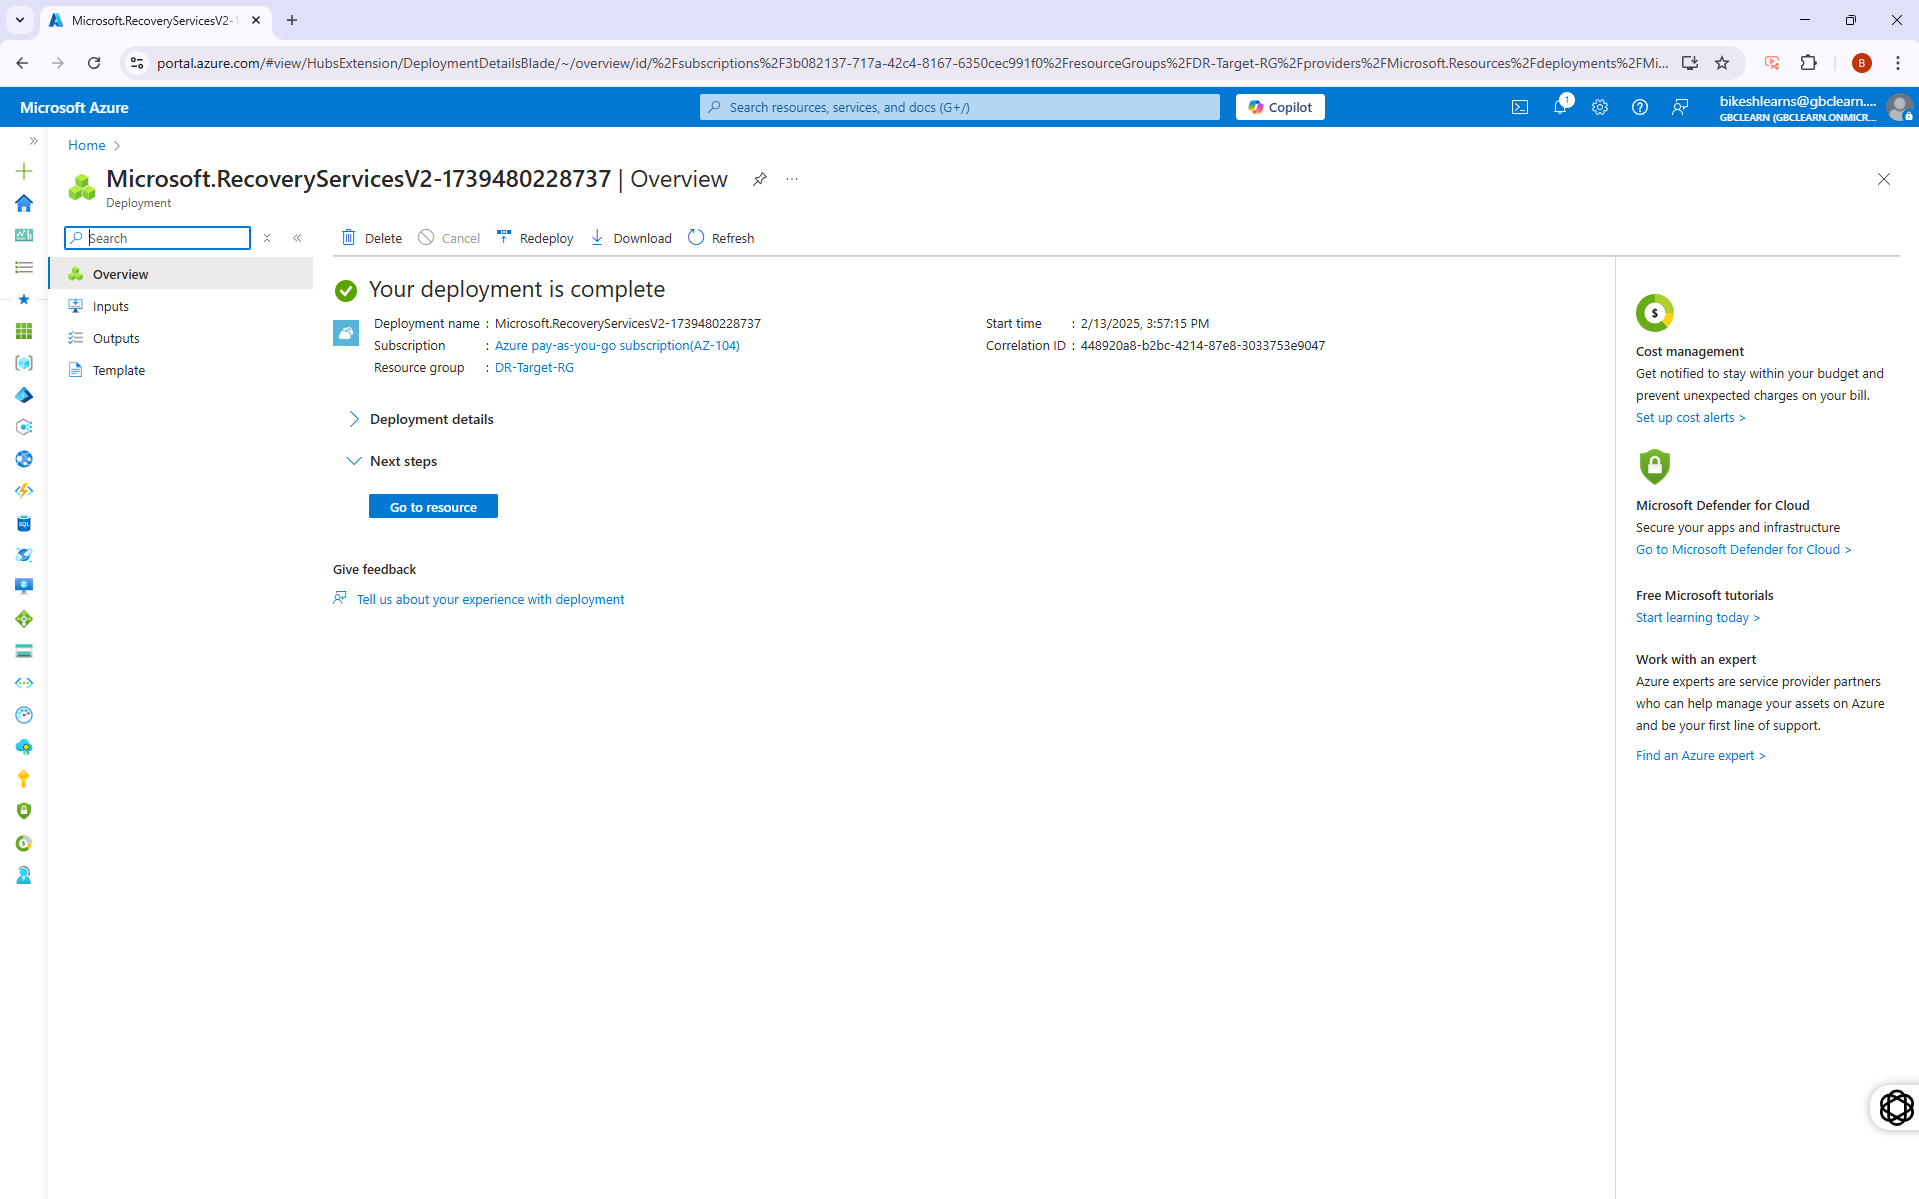 Microsoft.RecoveryServicesV2-1
portal.azure.com/#view/HubsExtension/DeploymentDetailsBlade/~/overview/id/%2Fsubscriptions%2F3b082137-717a-42c4-8167-6350cec991f0%2FresourceGroups%2FDR-Target-RG%2Fproviders%2FMicrosoft.Resources%2Fdeployments%2FMi...
B
Microsoft Azure
Search resources, services, and docs (G+/)
Copilot
1
bikeshlearns@gbclearn....
GBCLEARN (GBCLEARN.ONMICR...
Home
Microsoft.RecoveryServicesV2-1739480228737 | Overview
Deployment
Search
Delete
Cancel
Redeploy
Download
Refresh
Overview
Inputs
Outputs
Template
Your deployment is complete
Deployment name : Microsoft.RecoveryServicesV2-1739480228737
Subscription : Azure pay-as-you-go subscription(AZ-104)
Resource group : DR-Target-RG
Start time : 2/13/2025, 3:57:15 PM
Correlation ID : 448920a8-b2bc-4214-87e8-3033753e9047
Deployment details
Next steps
Go to resource
Give feedback
Tell us about your experience with deployment
Cost management
Get notified to stay within your budget and
prevent unexpected charges on your bill.
Set up cost alerts >
Microsoft Defender for Cloud
Secure your apps and infrastructure
Go to Microsoft Defender for Cloud >
Free Microsoft tutorials
Start learning today >
Work with an expert
Azure experts are service provider partners
who can help manage your assets on Azure
and be your first line of support.
Find an Azure expert >